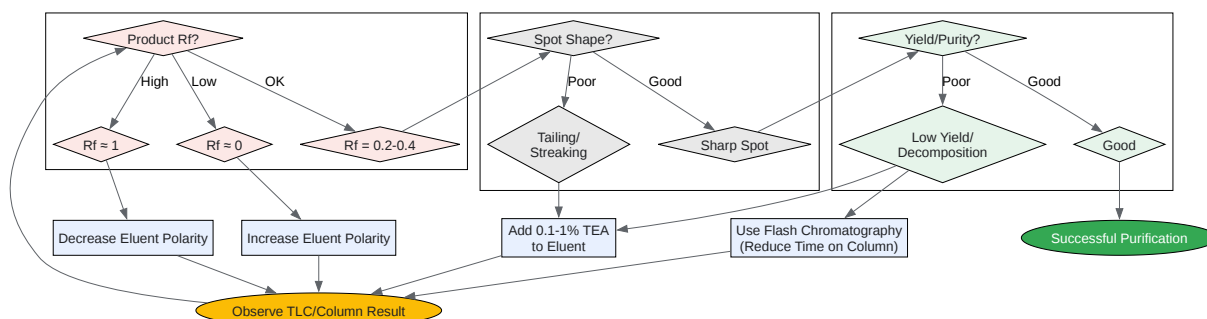 Product Rf?
Spot Shape?
Yield/Purity?
High
Low
OK
Poor
Good
Poor
Good
Rf ≈ 1
Rf ≈ 0
Rf = 0.2-0.4
Tailing/
Streaking
Sharp Spot
Low Yield/
Decomposition
Good
Decrease Eluent Polarity
Increase Eluent Polarity
Add 0.1-1% TEA
to Eluent
Use Flash Chromatography
(Reduce Time on Column)
Successful Purification
Observe TLC/Column Result